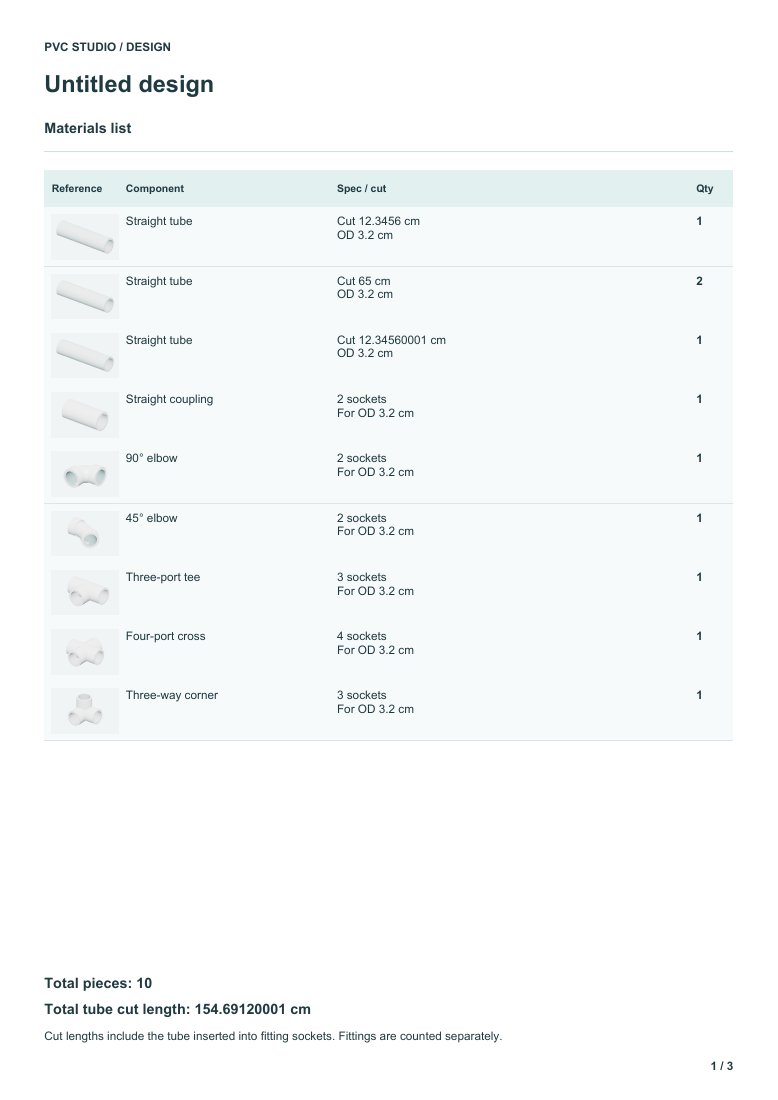 PVC STUDIO / DESIGN
Untitled design
Materials list
Reference Component Spec / cut Qty
Straight tube Cut 12.3456 cm 1
OD 3.2 cm
Straight tube Cut 65 cm 2
OD 3.2 cm
Straight tube Cut 12.34560001 cm 1
OD 3.2 cm
Straight coupling 2 sockets 1
For OD 3.2 cm
90° elbow 2 sockets 1
For OD 3.2 cm
45° elbow 2 sockets 1
For OD 3.2 cm
Three-port tee 3 sockets 1
For OD 3.2 cm
Four-port cross 4 sockets 1
For OD 3.2 cm
Three-way corner 3 sockets 1
For OD 3.2 cm
Total pieces: 10
Total tube cut length: 154.69120001 cm
Cut lengths include the tube inserted into fitting sockets. Fittings are counted separately.
1 / 3